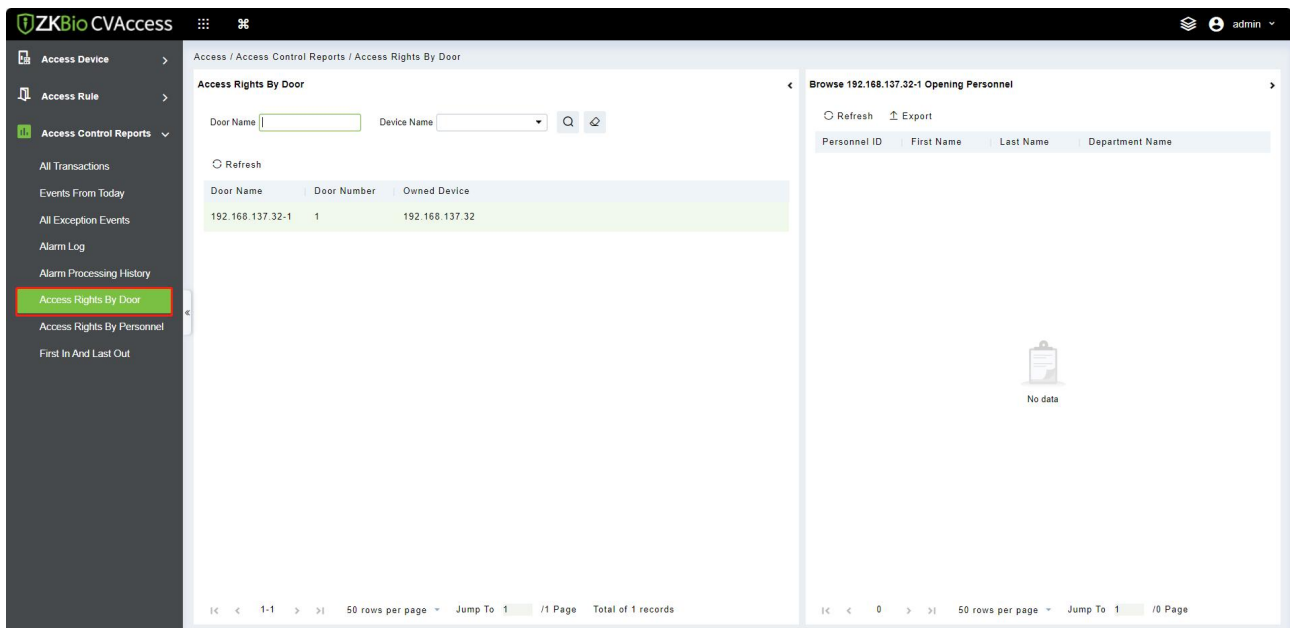 ZKBio CVAccess
admin
Access Device
Access Rule
Access Control Reports
All Transactions
Events From Today
All Exception Events
Alarm Log
Alarm Processing History
Access Rights By Door
Access Rights By Personnel
First In And Last Out
Access / Access Control Reports / Access Rights By Door
Access Rights By Door
Door Name Device Name
Refresh
Door Name Door Number Owned Device
192.168.137.32-1 1 192.168.137.32
1-1 50 rows per page Jump To 1 /1 Page Total of 1 records
Browse 192.168.137.32-1 Opening Personnel
Refresh Export
Personnel ID First Name Last Name Department Name
No data
0 50 rows per page Jump To 1 /0 Page